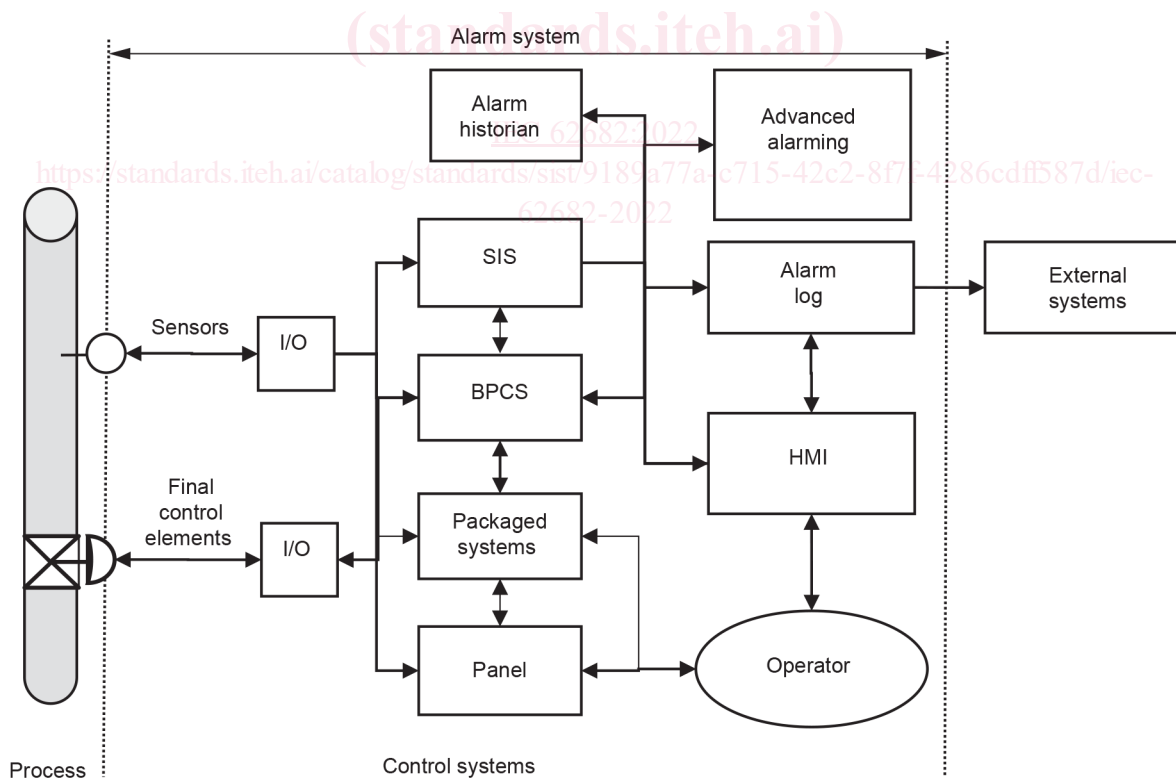 (standards.iteh.ai)
Alarm system
Alarm
historian
Advanced
alarming
IEC 62682:2022
https://standards.iteh.ai/catalog/standards/sist/9189a77a-c715-42c2-8f7f-4286cdff587d/iec-
62682-2022
SIS
Alarm
log
External
systems
Sensors
I/O
BPCS
HMI
Final
control
elements
I/O
Packaged
systems
Panel
Operator
Process
Control systems